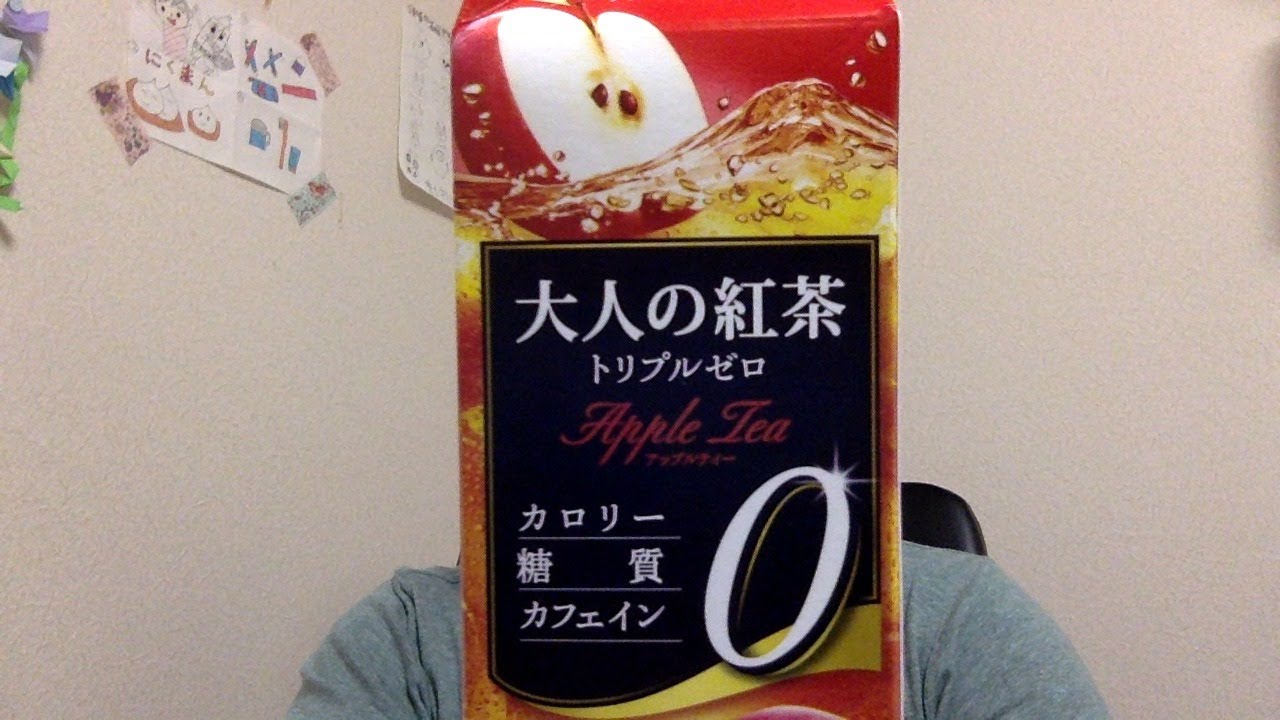 にくまん
大人の紅茶
トリプルゼロ
Apple Tea
アップルティー
カロリー
糖質
カフェイン
0